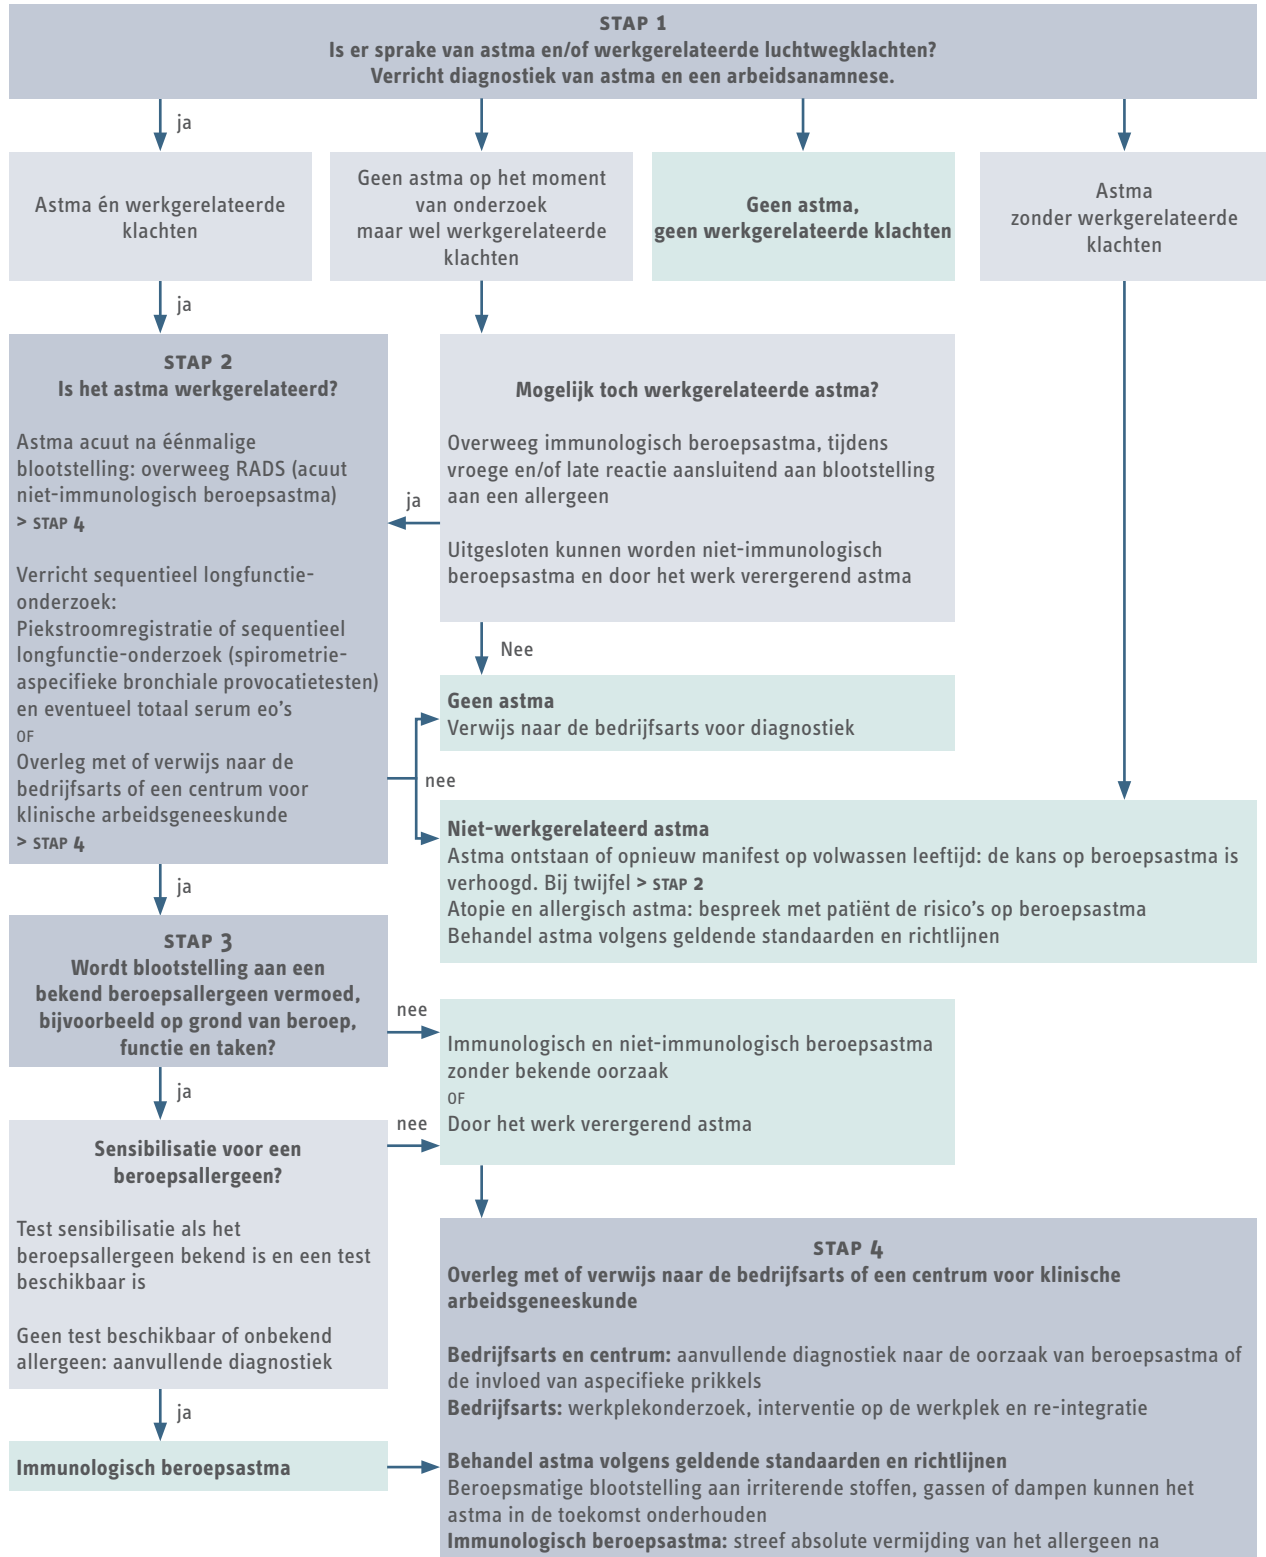 STAP 1
Is er sprake van astma en/of werkgerelateerde luchtwegklachten?
Verricht diagnostiek van astma en een arbeidsanamnese.
ja
Astma én werkgerelateerde
klachten
Geen astma op het moment
van onderzoek
maar wel werkgerelateerde
klachten
Geen astma,
geen werkgerelateerde klachten
Astma
zonder werkgerelateerde
klachten
ja
STAP 2
Is het astma werkgerelateerd?
Astma acuut na éénmalige
blootstelling: overweeg RADS (acuut
niet-immunologisch beroepsastma)
> STAP 4
Verricht sequentieel longfunctie-
onderzoek:
Piekstroomregistratie of sequentieel
longfunctie-onderzoek (spirometrie-
aspecifieke bronchiale provocatietesten)
en eventueel totaal serum eo's
OF
Overleg met of verwijs naar de
bedrijfsarts of een centrum voor
klinische arbeidsgeneeskunde
> STAP 4
Mogelijk toch werkgerelateerde astma?
Overweeg immunologisch beroepsastma, tijdens
vroege en/of late reactie aansluitend aan blootstelling
aan een allergeen
Uitgesloten kunnen worden niet-immunologisch
beroepsastma en door het werk verergerend astma
ja
Nee
Geen astma
Verwijs naar de bedrijfsarts voor diagnostiek
nee
Niet-werkgerelateerd astma
Astma ontstaan of opnieuw manifest op volwassen leeftijd: de kans op beroepsastma is
verhoogd. Bij twijfel > STAP 2
Atopie en allergisch astma: bespreek met patiënt de risico's op beroepsastma
Behandel astma volgens geldende standaarden en richtlijnen
ja
STAP 3
Wordt blootstelling aan een
bekend beroepsallergeen vermoed,
bijvoorbeeld op grond van beroep,
functie en taken?
nee
Immunologisch en niet-immunologisch beroepsastma
zonder bekende oorzaak
OF
Door het werk verergerend astma
ja
nee
Sensibilisatie voor een
beroepsallergeen?
Test sensibilisatie als het
beroepsallergeen bekend is en een test
beschikbaar is
Geen test beschikbaar of onbekend
allergeen: aanvullende diagnostiek
ja
Immunologisch beroepsastma
STAP 4
Overleg met of verwijs naar de bedrijfsarts of een centrum voor klinische
arbeidsgeneeskunde
Bedrijfsarts en centrum: aanvullende diagnostiek naar de oorzaak van beroepsastma of
de invloed van aspecifieke prikkels
Bedrijfsarts: werkplekonderzoek, interventie op de werkplek en re-integratie
Behandel astma volgens geldende standaarden en richtlijnen
Beroepsmatige blootstelling aan irriterende stoffen, gassen of dampen kunnen het
astma in de toekomst onderhouden
Immunologisch beroepsastma: streef absolute vermijding van het allergeen na